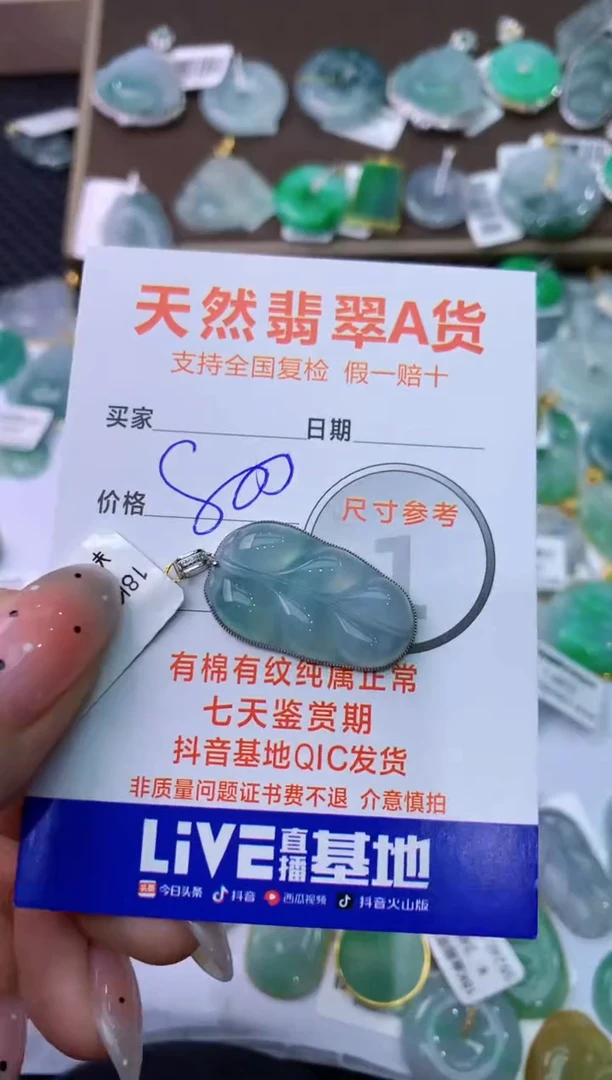 天然翡翠A货
支持全国复检 假一赔十
买家 日期
价格 800
尺寸参考
1
18K
有棉有纹纯属正常
七天鉴赏期
抖音基地QIC发货
非质量问题证书费不退 介意慎拍
LiVE直播基地
头条 今日头条 抖音 西瓜视频 抖音火山版